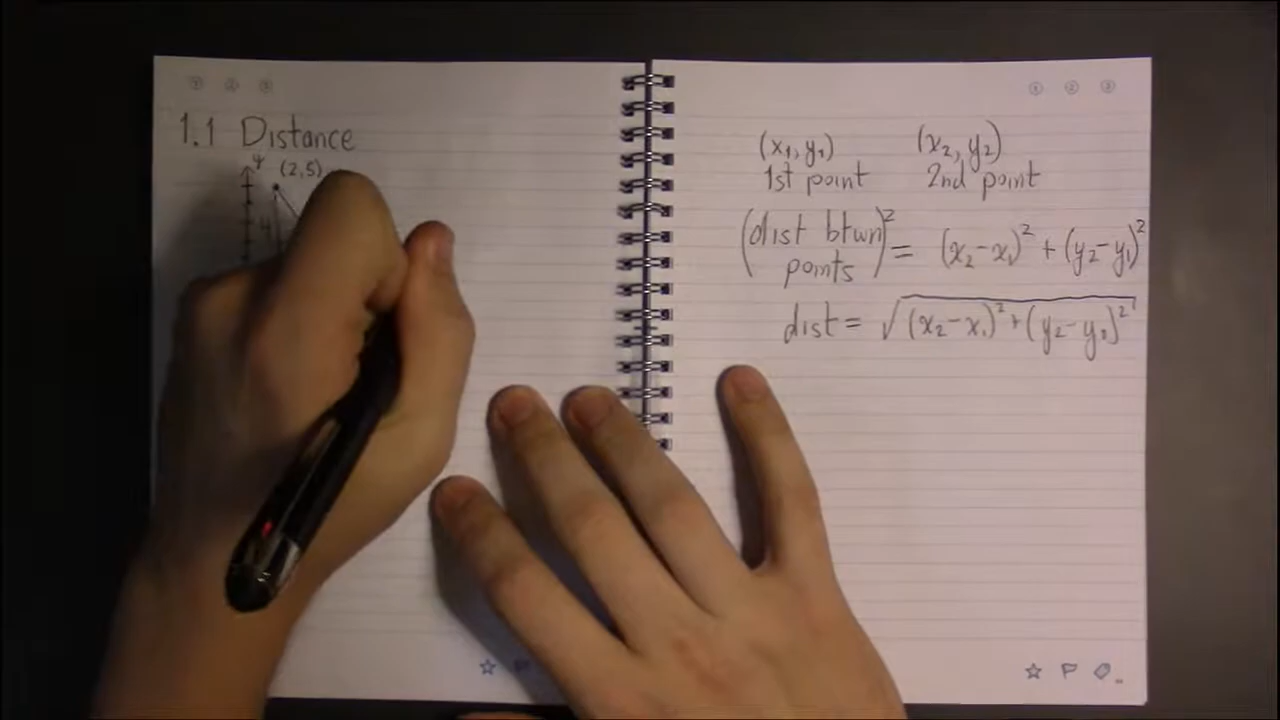 1.1 Distance
y
(2,5)
4
(x₁, y₁) (x₂, y₂)
1st point 2nd point
(dist btwn points)² = (x₂-x₁)² + (y₂-y₁)²
dist = √(x₂-x₁)² + (y₂-y₁)²